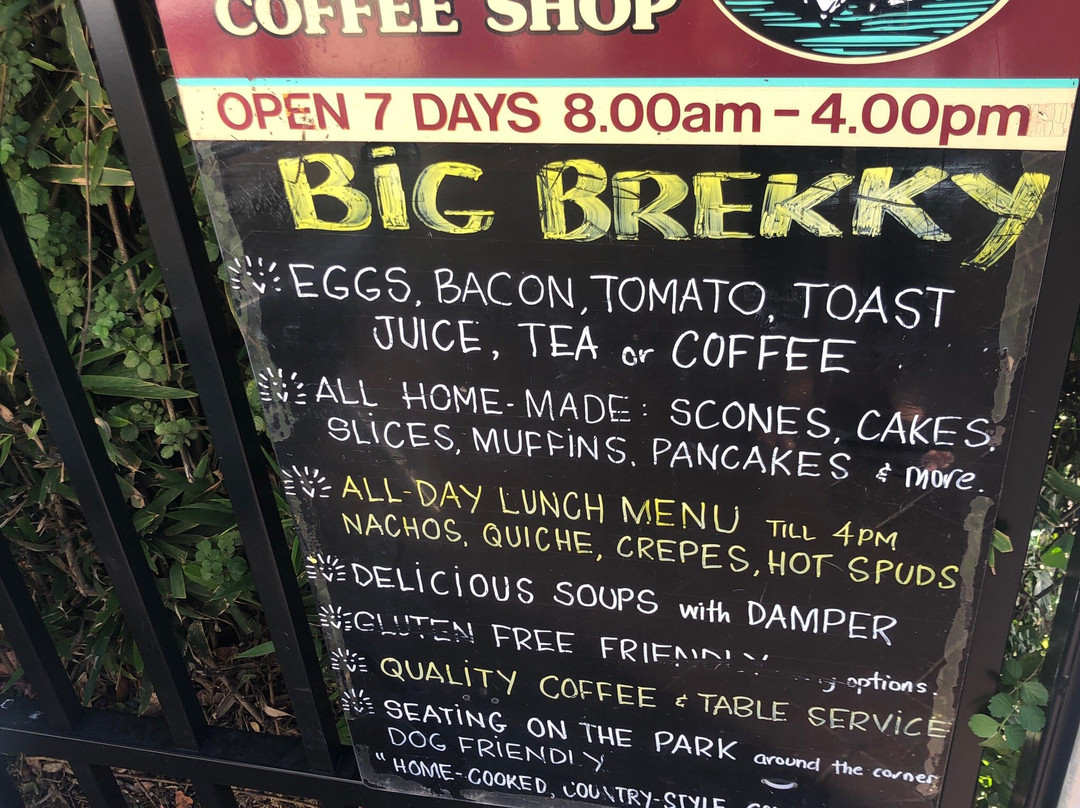 COFFEE SHOP
OPEN 7 DAYS 8.00am - 4.00pm
BiG BREKKY
EGGS, BACON, TOMATO, TOAST
JUICE, TEA or COFFEE
ALL HOME-MADE: SCONES, CAKES,
SLICES, MUFFINS, PANCAKES & more.
ALL-DAY LUNCH MENU TILL 4PM
NACHOS, QUICHE, CREPES, HOT SPUDS
DELICIOUS SOUPS with DAMPER
GLUTEN FREE FRIENDLY
options.
QUALITY COFFEE & TABLE SERVICE
SEATING ON THE PARK around the corner
DOG FRIENDLY
"HOME-COOKED, COUNTRY-STYLE